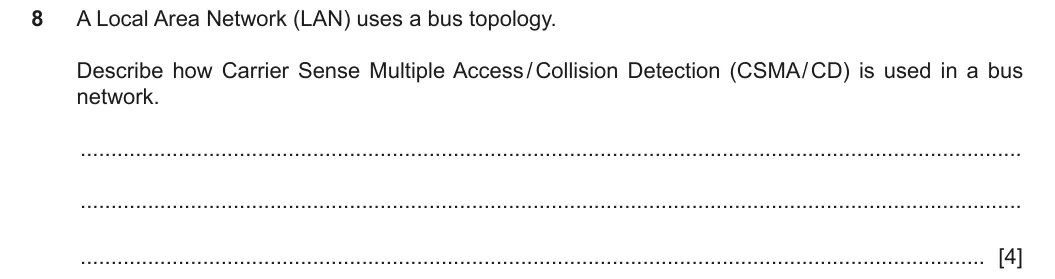 8 A Local Area Network (LAN) uses a bus topology.
Describe how Carrier Sense Multiple Access/Collision Detection (CSMA/CD) is used in a bus
network.
..........................................................................................................................................................
..........................................................................................................................................................
.................................................................................................................................................... [4]